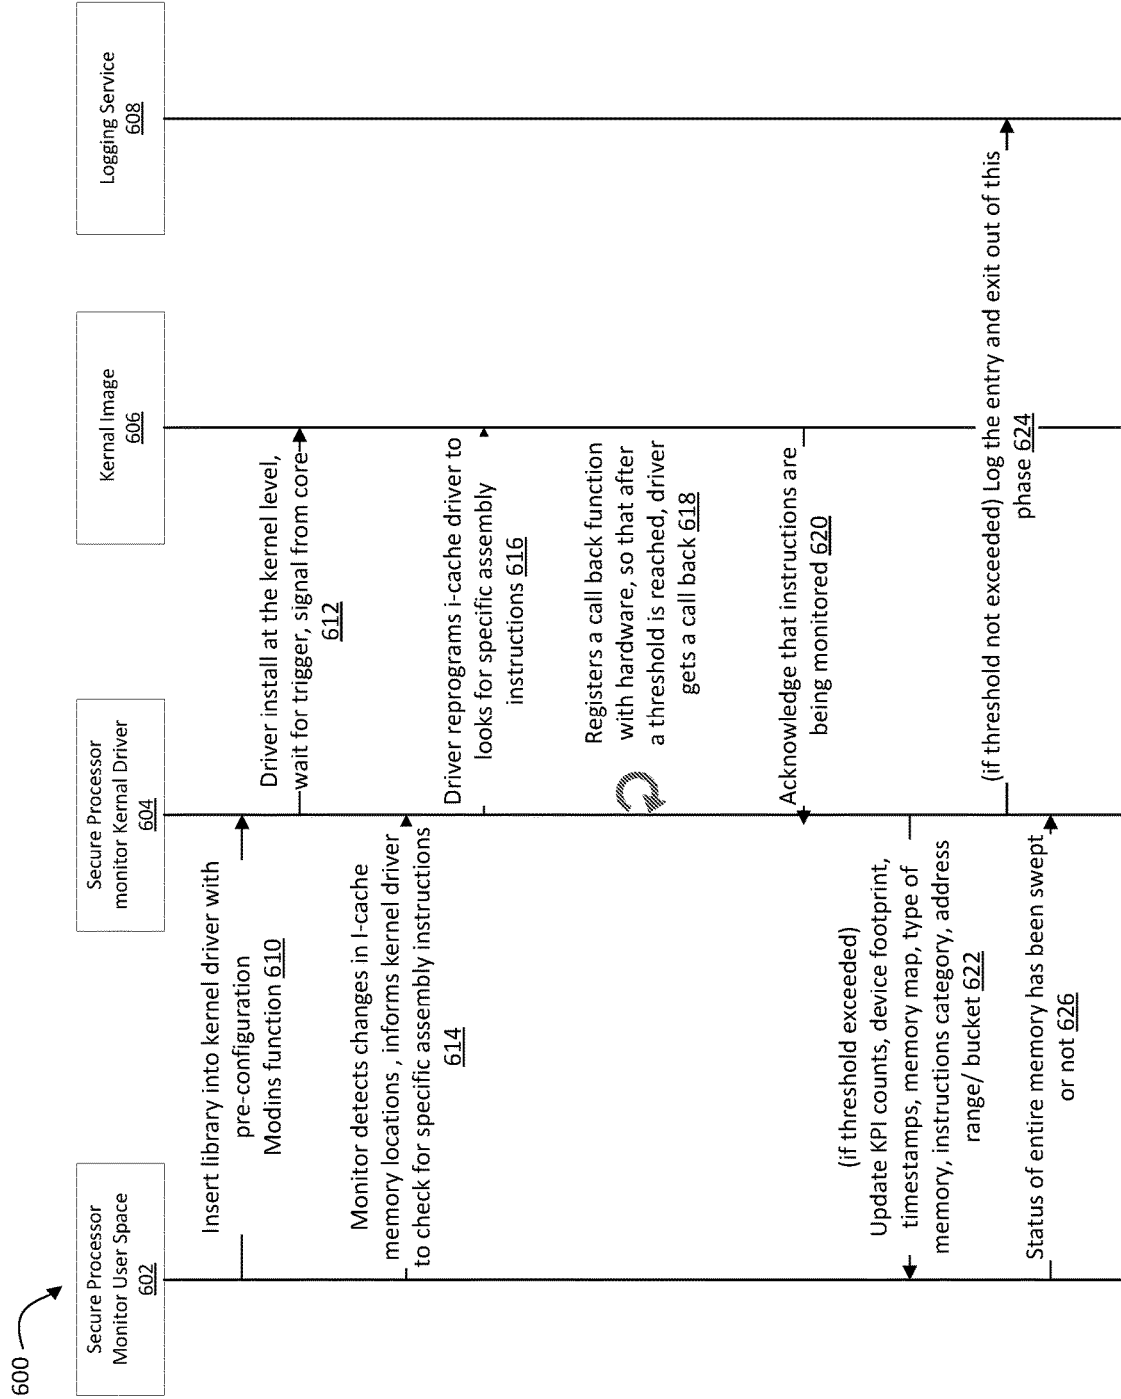 600
Secure Processor
Monitor User Space
602
Secure Processor
monitor Kernal Driver
604
Kernal Image
606
Logging Service
608
Insert library into kernel driver with
pre-configuration
Modins function 610
Driver install at the kernel level,
wait for trigger, signal from core
612
Monitor detects changes in I-cache
memory locations , informs kernel driver
to check for specific assembly instructions
614
Driver reprograms i-cache driver to
looks for specific assembly
instructions 616
Registers a call back function
with hardware, so that after
a threshold is reached, driver
gets a call back 618
Acknowledge that instructions are
being monitored 620
(if threshold exceeded)
Update KPI counts, device footprint,
timestamps, memory map, type of
memory, instructions category, address
range/ bucket 622
(if threshold not exceeded) Log the entry and exit out of this
phase 624
Status of entire memory has been swept
or not 626